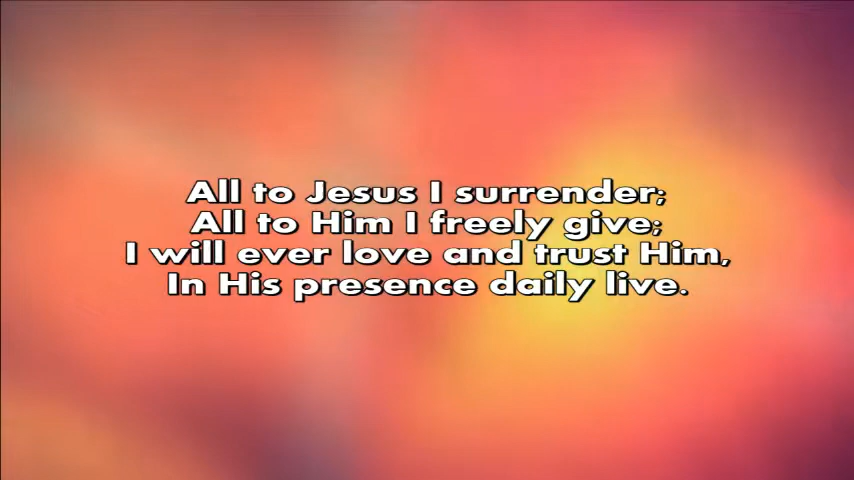 All to Jesus I surrender;
All to Him I freely give;
I will ever love and trust Him,
In His presence daily live.